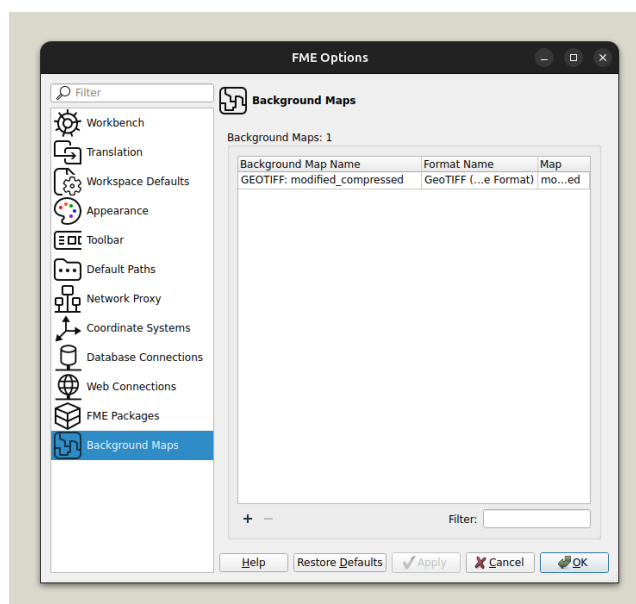 FME Options
Filter
Workbench
Translation
Workspace Defaults
Appearance
Toolbar
Default Paths
Network Proxy
Coordinate Systems
Database Connections
Web Connections
FME Packages
Background Maps
Background Maps
Background Maps: 1
Background Map Name Format Name Map
GEOTIFF: modified_compressed GeoTIFF (...e Format) mo...ed
+ −
Filter:
Help Restore Defaults Apply Cancel OK